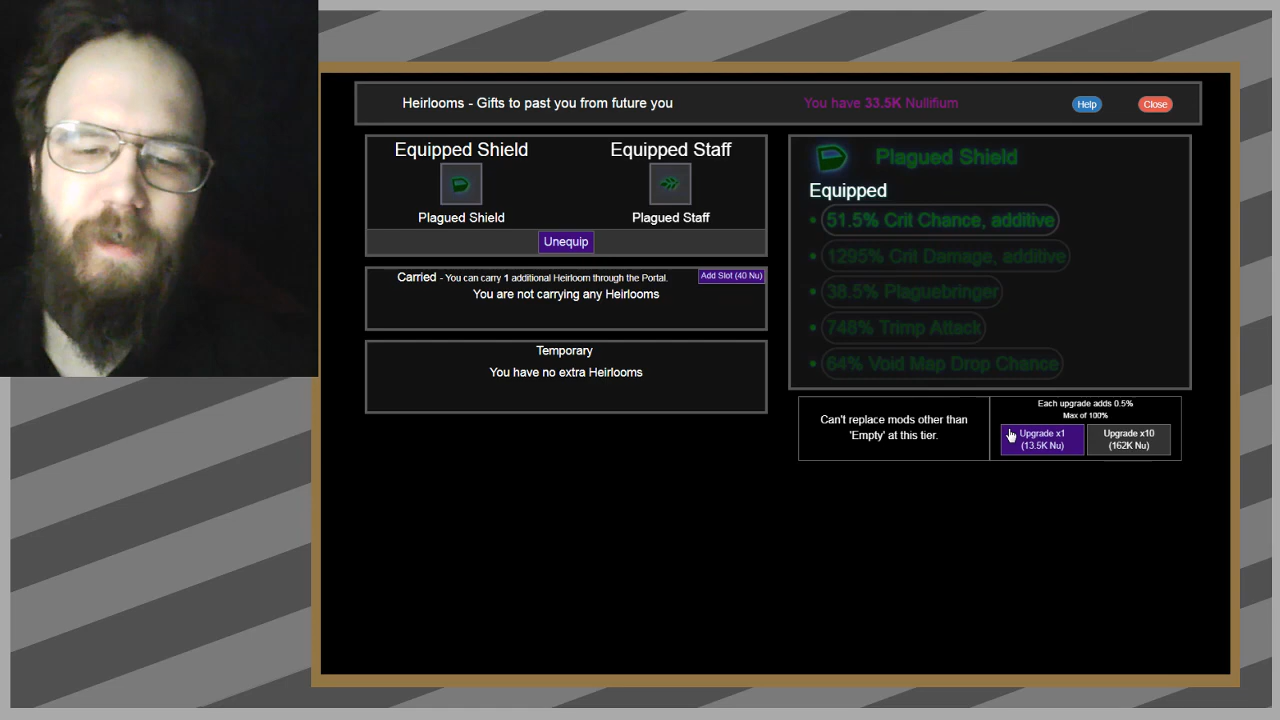 Heirlooms - Gifts to past you from future you
You have 33.5K Nullifium
Help
Close
Equipped Shield
Plagued Shield
Equipped Staff
Plagued Staff
Unequip
Carried - You can carry 1 additional Heirloom through the Portal.
Add Slot (40 Nu)
You are not carrying any Heirlooms
Temporary
You have no extra Heirlooms
Plagued Shield
Equipped
• 51.5% Crit Chance, additive
• 1295% Crit Damage, additive
• 38.5% Plaguebringer
• 748% Trimp Attack
• 64% Void Map Drop Chance
Can't replace mods other than
'Empty' at this tier.
Each upgrade adds 0.5%
Max of 100%
Upgrade x1
(13.5K Nu)
Upgrade x10
(162K Nu)